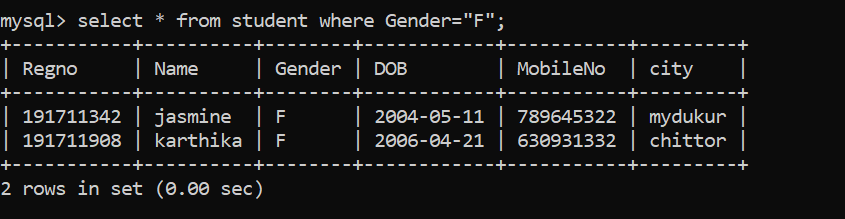 mysql> select * from student where Gender="F";
+-----------+----------+--------+------------+-----------+---------+
| Regno     | Name     | Gender | DOB        | MobileNo  | city    |
+-----------+----------+--------+------------+-----------+---------+
| 191711342 | jasmine  | F      | 2004-05-11 | 789645322 | mydukur |
| 191711908 | karthika | F      | 2006-04-21 | 630931332 | chittor |
+-----------+----------+--------+------------+-----------+---------+
2 rows in set (0.00 sec)